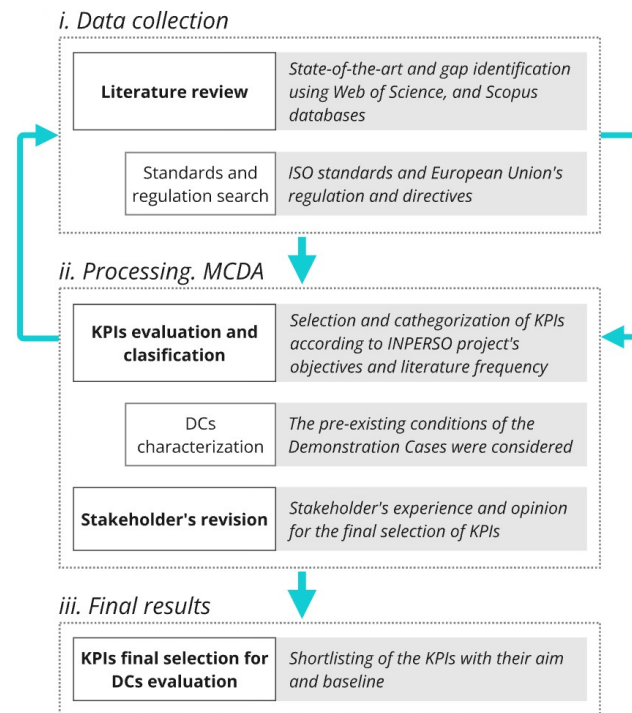 i. Data collection
Literature review
State-of-the-art and gap identification
using Web of Science, and Scopus
databases
Standards and
regulation search
ISO standards and European Union's
regulation and directives
ii. Processing. MCDA
KPIs evaluation and
clasification
Selection and cathegorization of KPIs
according to INPERSO project's
objectives and literature frequency
DCs
characterization
The pre-existing conditions of the
Demonstration Cases were considered
Stakeholder's revision
Stakeholder's experience and opinion
for the final selection of KPIs
iii. Final results
KPIs final selection for
DCs evaluation
Shortlisting of the KPIs with their aim
and baseline